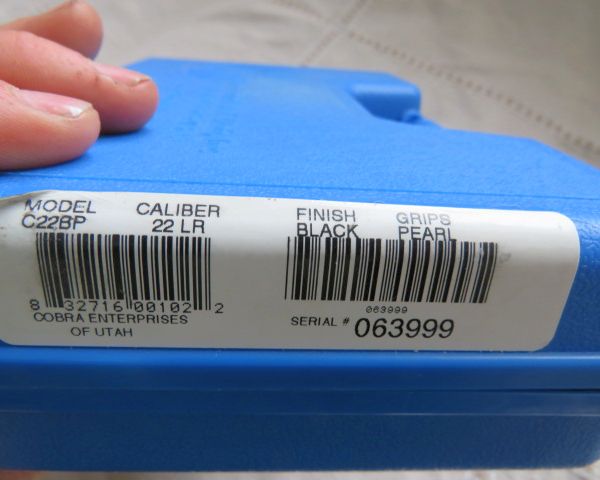 MODEL CALIBER FINISH GRIPS
C22BP 22 LR BLACK PEARL
8 32716 00102 2
063999
COBRA ENTERPRISES
OF UTAH
SERIAL # 063999